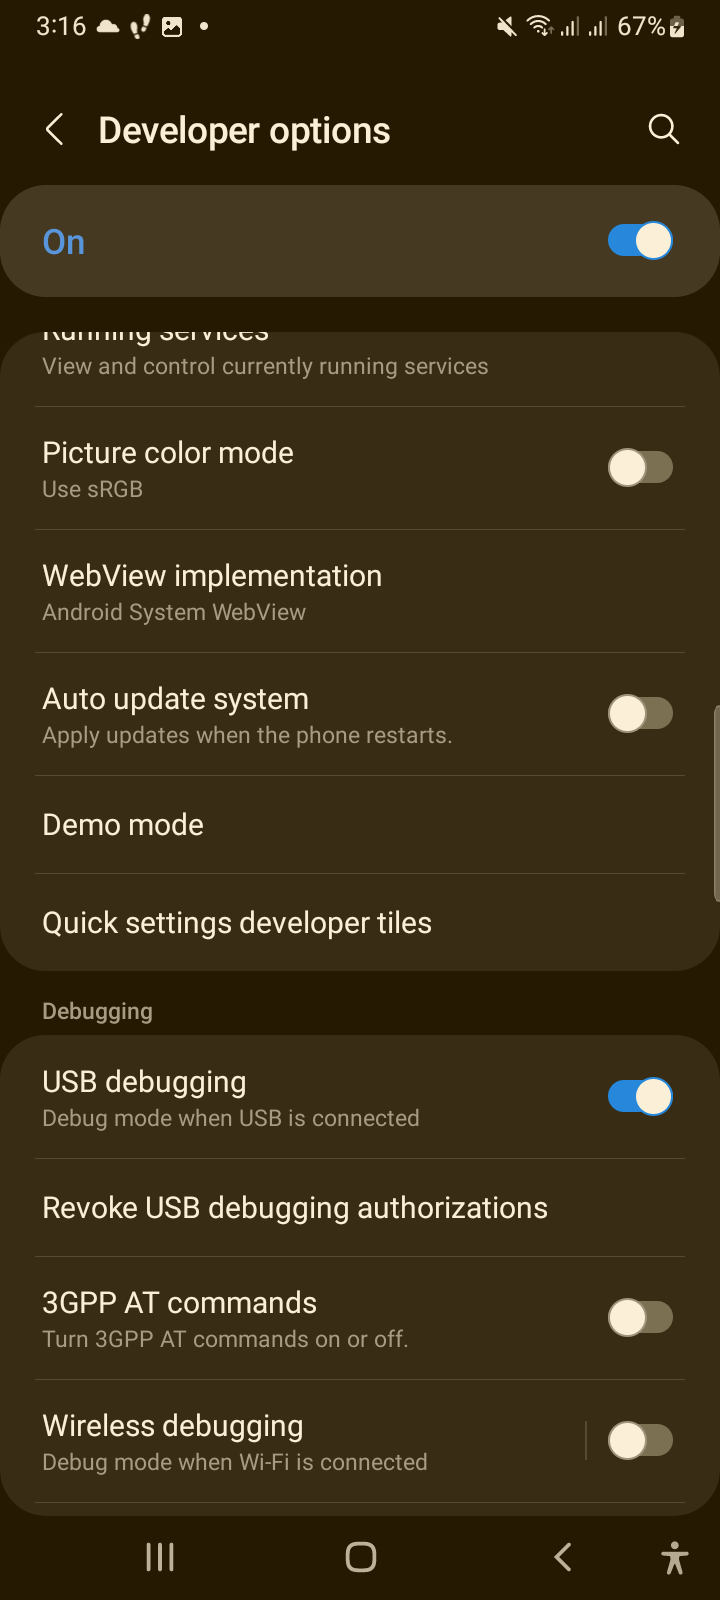 3:16
67%
Developer options
On
Running services
View and control currently running services
Picture color mode
Use sRGB
WebView implementation
Android System WebView
Auto update system
Apply updates when the phone restarts.
Demo mode
Quick settings developer tiles
Debugging
USB debugging
Debug mode when USB is connected
Revoke USB debugging authorizations
3GPP AT commands
Turn 3GPP AT commands on or off.
Wireless debugging
Debug mode when Wi-Fi is connected